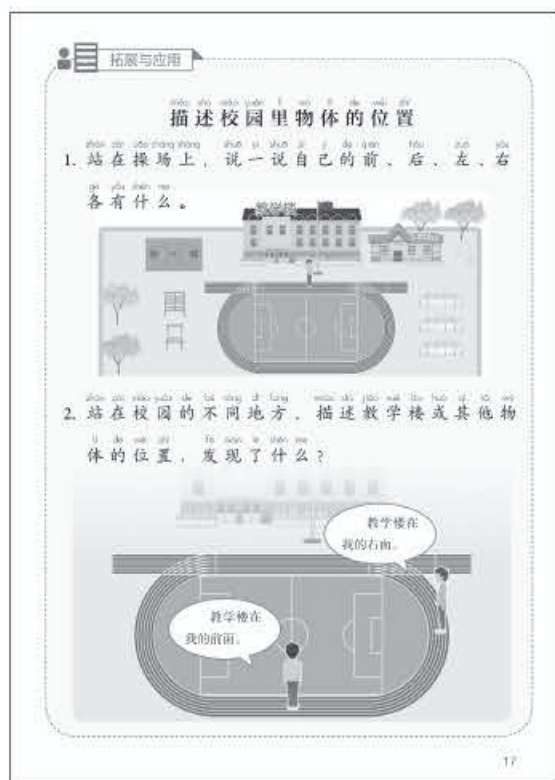 拓展与应用
描述校园里物体的位置
1. 站在操场上，说一说自己的前、后、左、右
各有什么。
教学楼
2. 站在校园的不同地方，描述教学楼或其他物
体的位置，发现了什么？
教学楼在
我的右面。
教学楼在
我的前面。
17